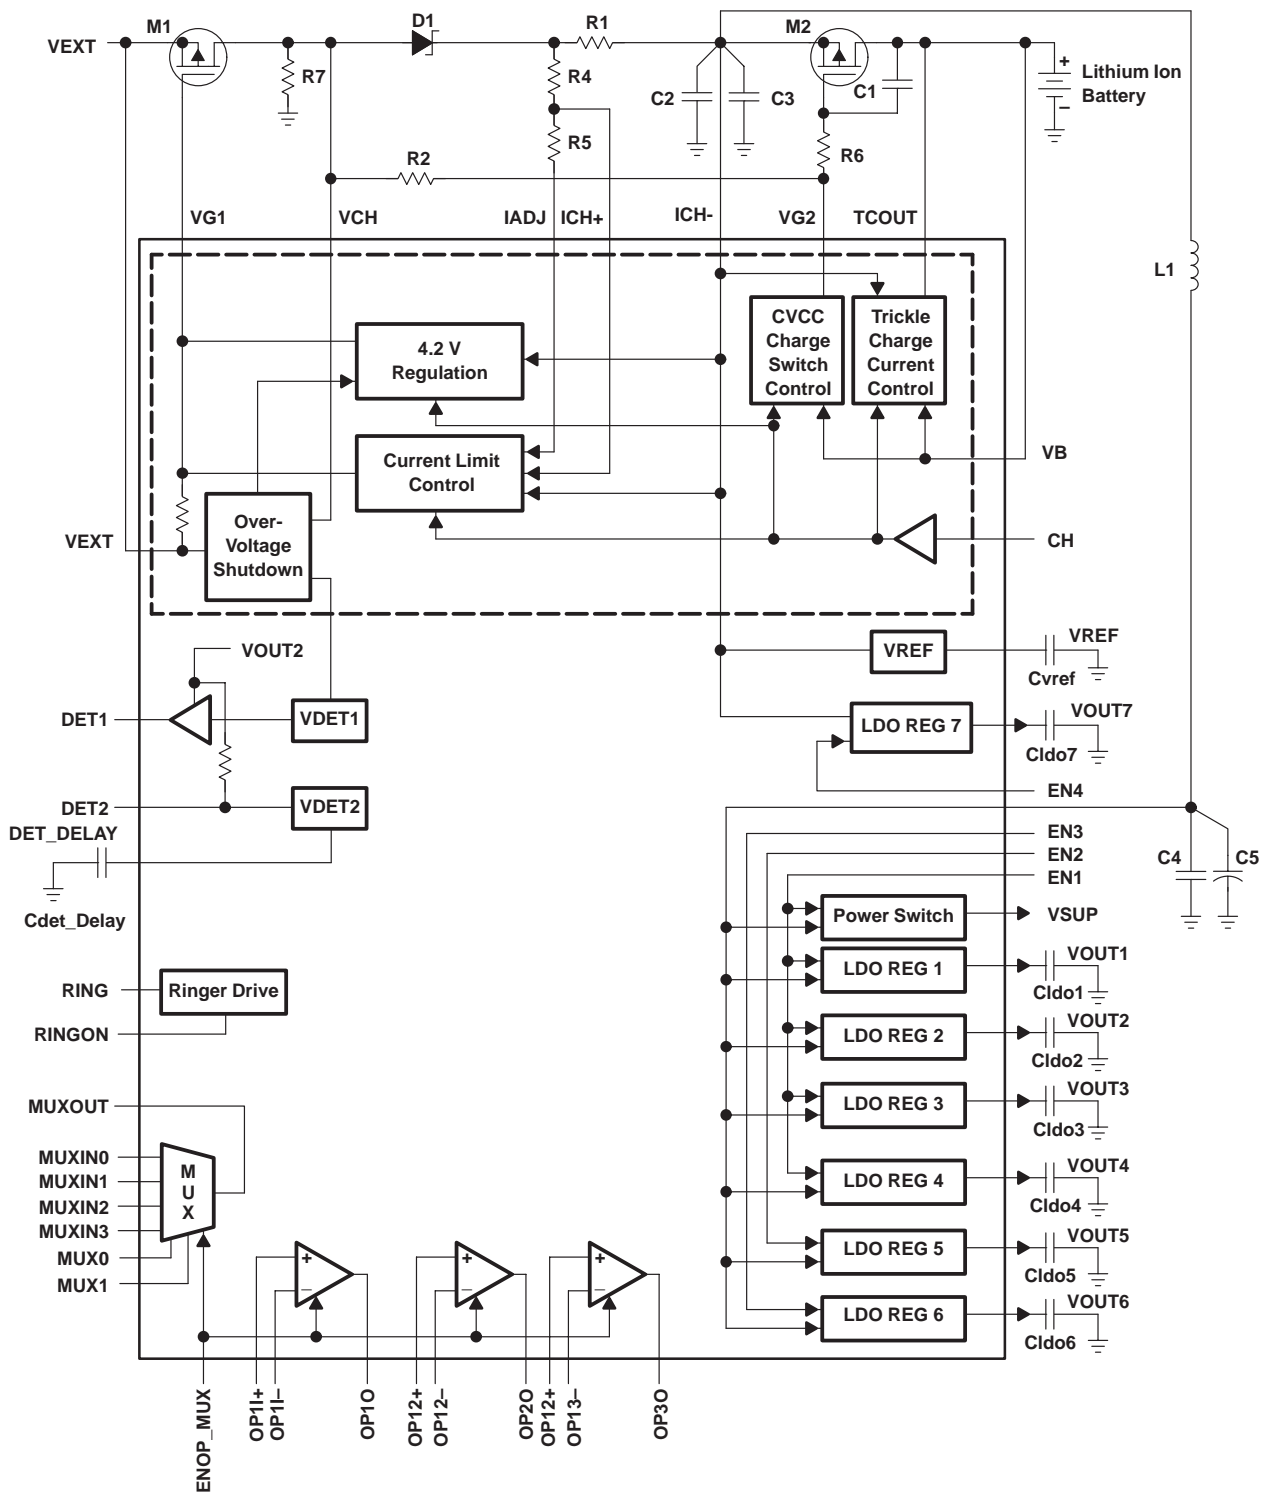 M1
D1
R1
M2
VEXT
R7
R4
C2
C3
C1
+
–
Lithium Ion
Battery
R5
R2
R6
VG1
VCH
IADJ
ICH+
ICH-
VG2
TCOUT
L1
4.2 V
Regulation
CVCC
Charge
Switch
Control
Trickle
Charge
Current
Control
Current Limit
Control
VB
VEXT
Over-
Voltage
Shutdown
CH
VOUT2
VREF
VREF
Cvref
DET1
VDET1
LDO REG 7
VOUT7
Cldo7
DET2
VDET2
EN4
DET_DELAY
Cdet_Delay
EN3
EN2
EN1
C4
C5
Power Switch
VSUP
LDO REG 1
VOUT1
Cldo1
RING
Ringer Drive
RINGON
LDO REG 2
VOUT2
Cldo2
LDO REG 3
VOUT3
Cldo3
MUXOUT
MUXIN0
MUXIN1
MUXIN2
MUXIN3
MUX0
MUX1
M
U
X
LDO REG 4
VOUT4
Cldo4
LDO REG 5
VOUT5
Cldo5
LDO REG 6
VOUT6
Cldo6
+
–
+
–
+
–
ENOP_MUX
OP1I+
OP1I–
OP1O
OP12+
OP12–
OP2O
OP12+
OP13–
OP3O